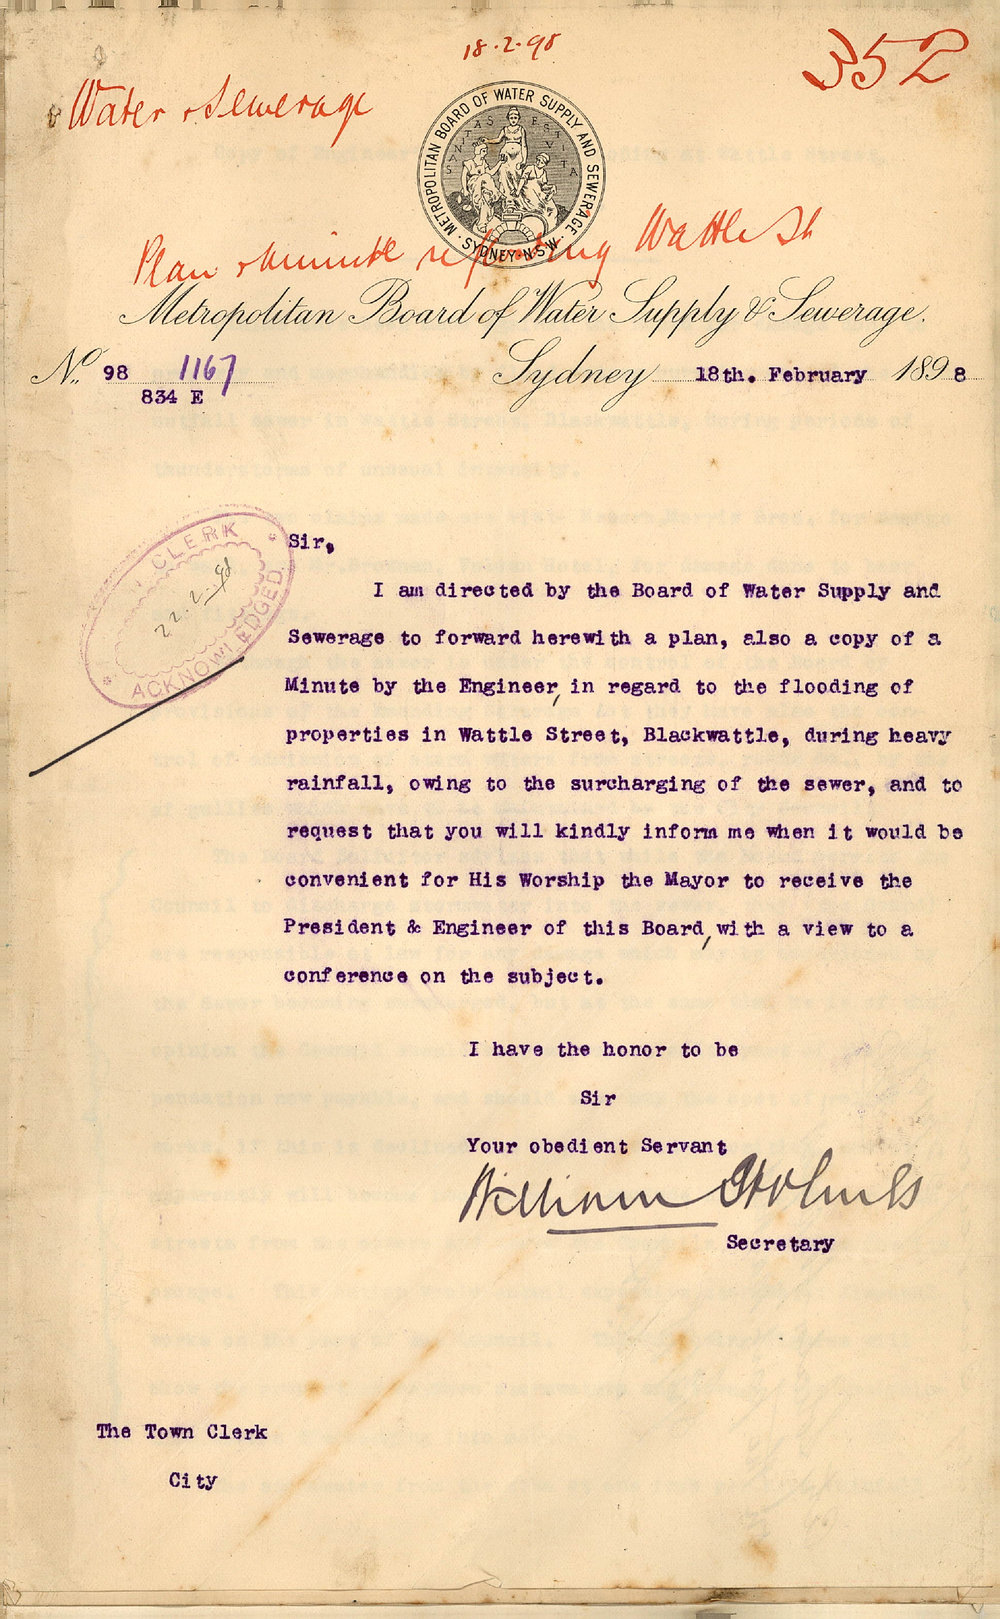 18.2.98
352
Water & Sewerage
METROPOLITAN BOARD OF WATER SUPPLY AND SEWERAGE.
SANITAS EST VITA
· SYDNEY·N·S·W·
Plan & Minute re flooding Wattle St
Metropolitan Board of Water Supply & Sewerage.
No. 98 1167
834 E
Sydney 18th. February 1898
CLERK
22.2.98
ACKNOWLEDGED
Sir,
I am directed by the Board of Water Supply and
Sewerage to forward herewith a plan, also a copy of a
Minute by the Engineer, in regard to the flooding of
properties in Wattle Street, Blackwattle, during heavy
rainfall, owing to the surcharging of the sewer, and to
request that you will kindly inform me when it would be
convenient for His Worship the Mayor to receive the
President & Engineer of this Board, with a view to a
conference on the subject.
I have the honor to be
Sir
Your obedient Servant
William Holmes
Secretary
The Town Clerk
City